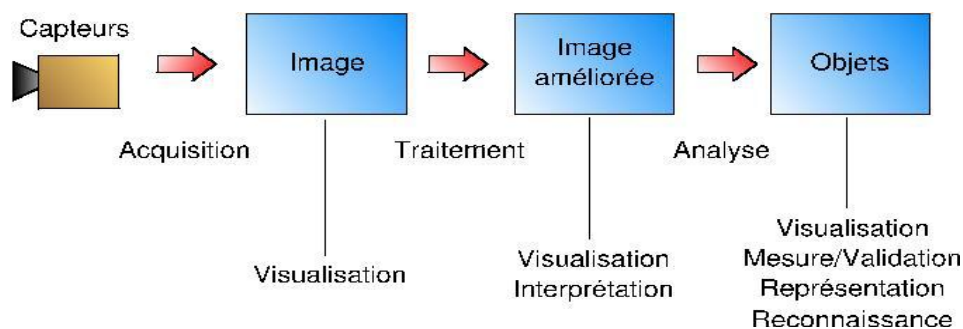 Capteurs
Image
Image
améliorée
Objets
Acquisition
Traitement
Analyse
Visualisation
Visualisation
Interprétation
Visualisation
Mesure/Validation
Représentation
Reconnaissance